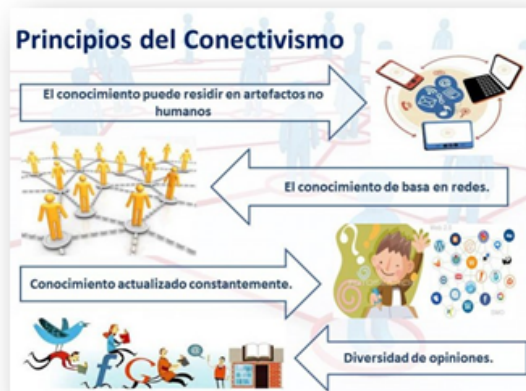 Principios del Conectivismo
El conocimiento puede residir en artefactos no
humanos
El conocimiento de basa en redes.
Conocimiento actualizado constantemente.
Diversidad de opiniones.